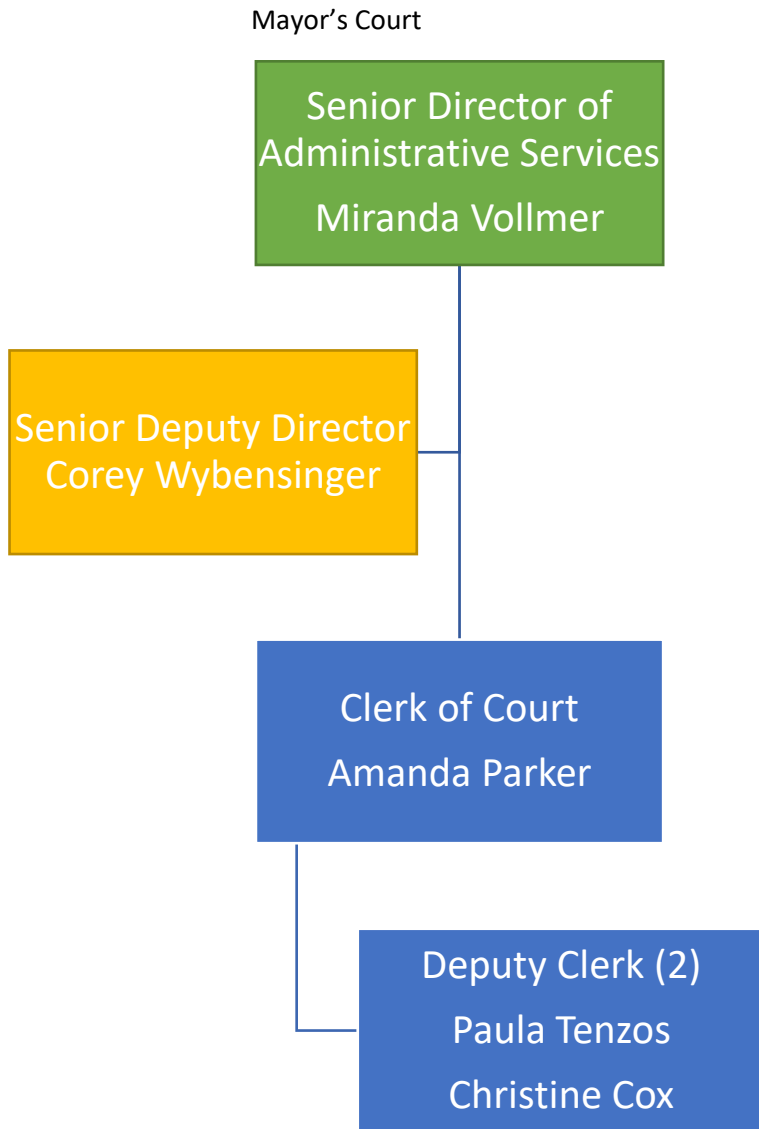 Mayor’s Court
Senior Director of
Administrative Services
Miranda Vollmer
Senior Deputy Director
Corey Wybensinger
Clerk of Court
Amanda Parker
Deputy Clerk (2)
Paula Tenzos
Christine Cox